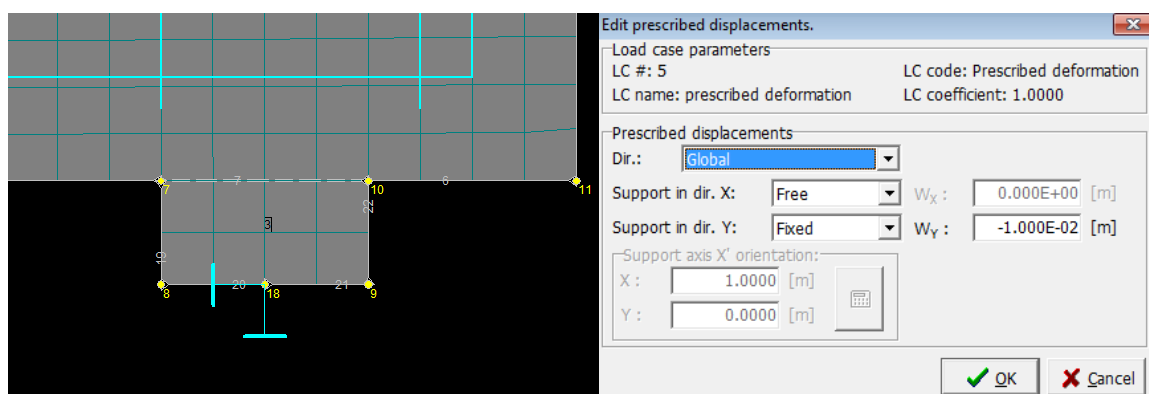 7
7
10
6
11
22
3
19
20
21
8
18
9
Edit prescribed displacements.
Load case parameters
LC #: 5 LC code: Prescribed deformation
LC name: prescribed deformation LC coefficient: 1.0000
Prescribed displacements
Dir.: Global
Support in dir. X: Free W_X : 0.000E+00 [m]
Support in dir. Y: Fixed W_Y : -1.000E-02 [m]
Support axis X' orientation:
X : 1.0000 [m]
Y : 0.0000 [m]
OK Cancel